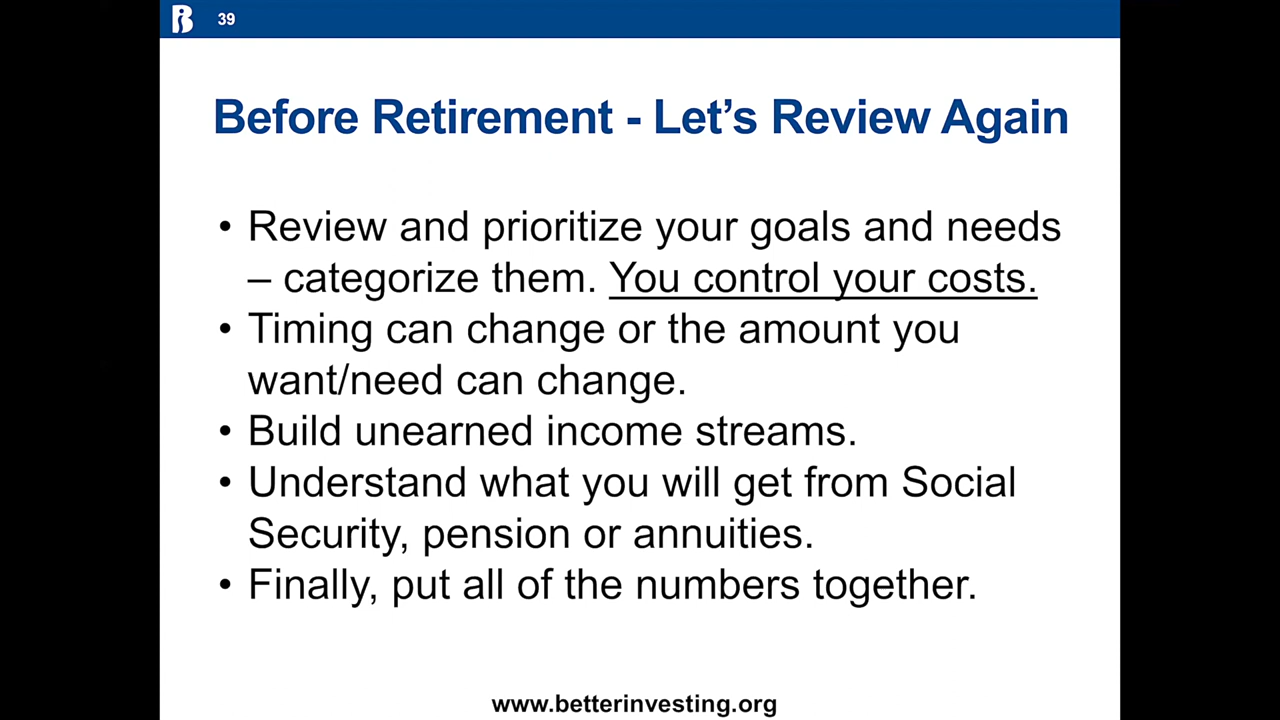 39
Before Retirement - Let’s Review Again
• Review and prioritize your goals and needs
– categorize them. You control your costs.
• Timing can change or the amount you
want/need can change.
• Build unearned income streams.
• Understand what you will get from Social
Security, pension or annuities.
• Finally, put all of the numbers together.
www.betterinvesting.org